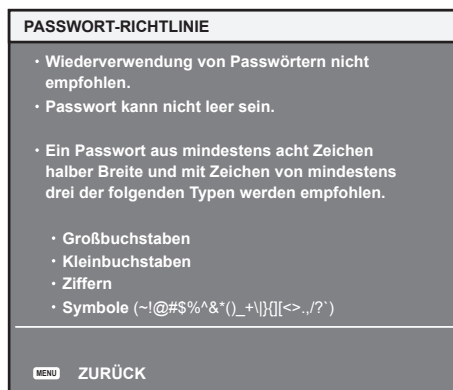 PASSWORT-RICHTLINIE
· Wiederverwendung von Passwörtern nicht
empfohlen.
· Passwort kann nicht leer sein.
· Ein Passwort aus mindestens acht Zeichen
halber Breite und mit Zeichen von mindestens
drei der folgenden Typen werden empfohlen.
· Großbuchstaben
· Kleinbuchstaben
· Ziffern
· Symbole (~!@#$%^&*()_+\|}{][<>.,/?`)
MENU ZURÜCK